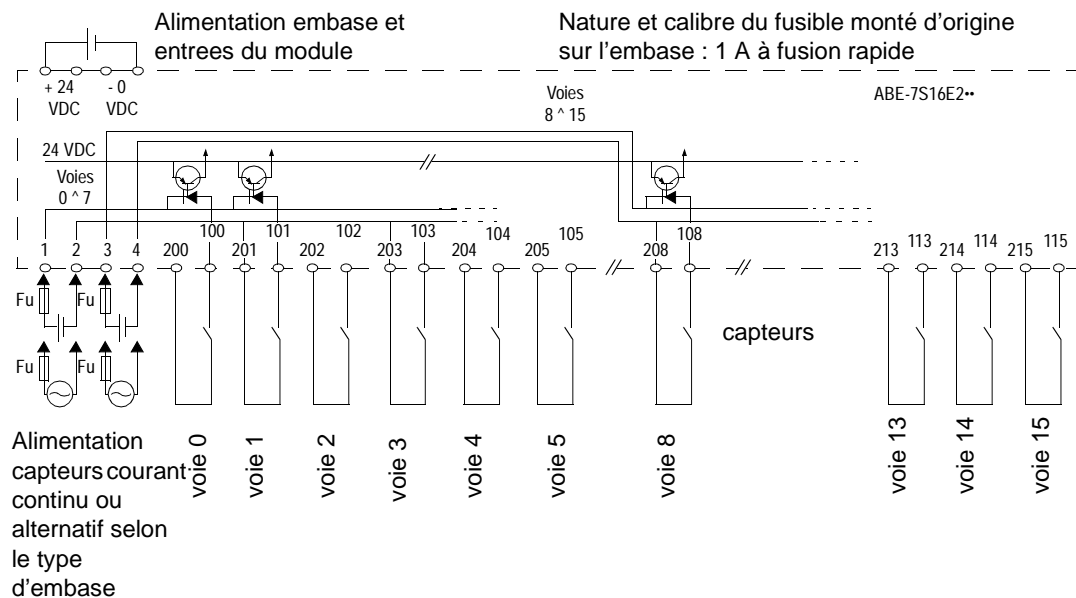 Alimentation embase et
entrees du module
Nature et calibre du fusible monté d'origine
sur l'embase : 1 A à fusion rapide
+ 24
VDC
- 0
VDC
Voies
8 ^ 15
ABE-7S16E2••
24 VDC
Voies
0 ^ 7
1 2 3 4 200 100 201 101 202 102 203 103 204 104 205 105 208 108 213 113 214 114 215 115
Fu Fu
capteurs
Fu Fu
voie 0
voie 1
voie 2
voie 3
voie 4
voie 5
voie 8
voie 13
voie 14
voie 15
Alimentation
capteurs courant
continu ou
alternatif selon
le type
d'embase